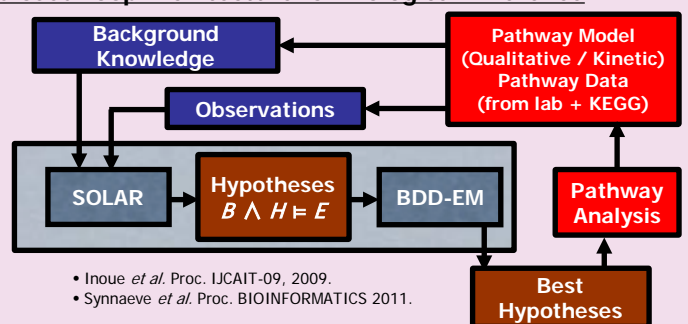 Background
Knowledge
Pathway Model
(Qualitative / Kinetic)
Pathway Data
(from lab + KEGG)
Observations
SOLAR
Hypotheses
B ∧ H ⊨ E
BDD-EM
Pathway
Analysis
• Inoue et al. Proc. IJCAIT-09, 2009.
• Synnaeve et al. Proc. BIOINFORMATICS 2011.
Best
Hypotheses